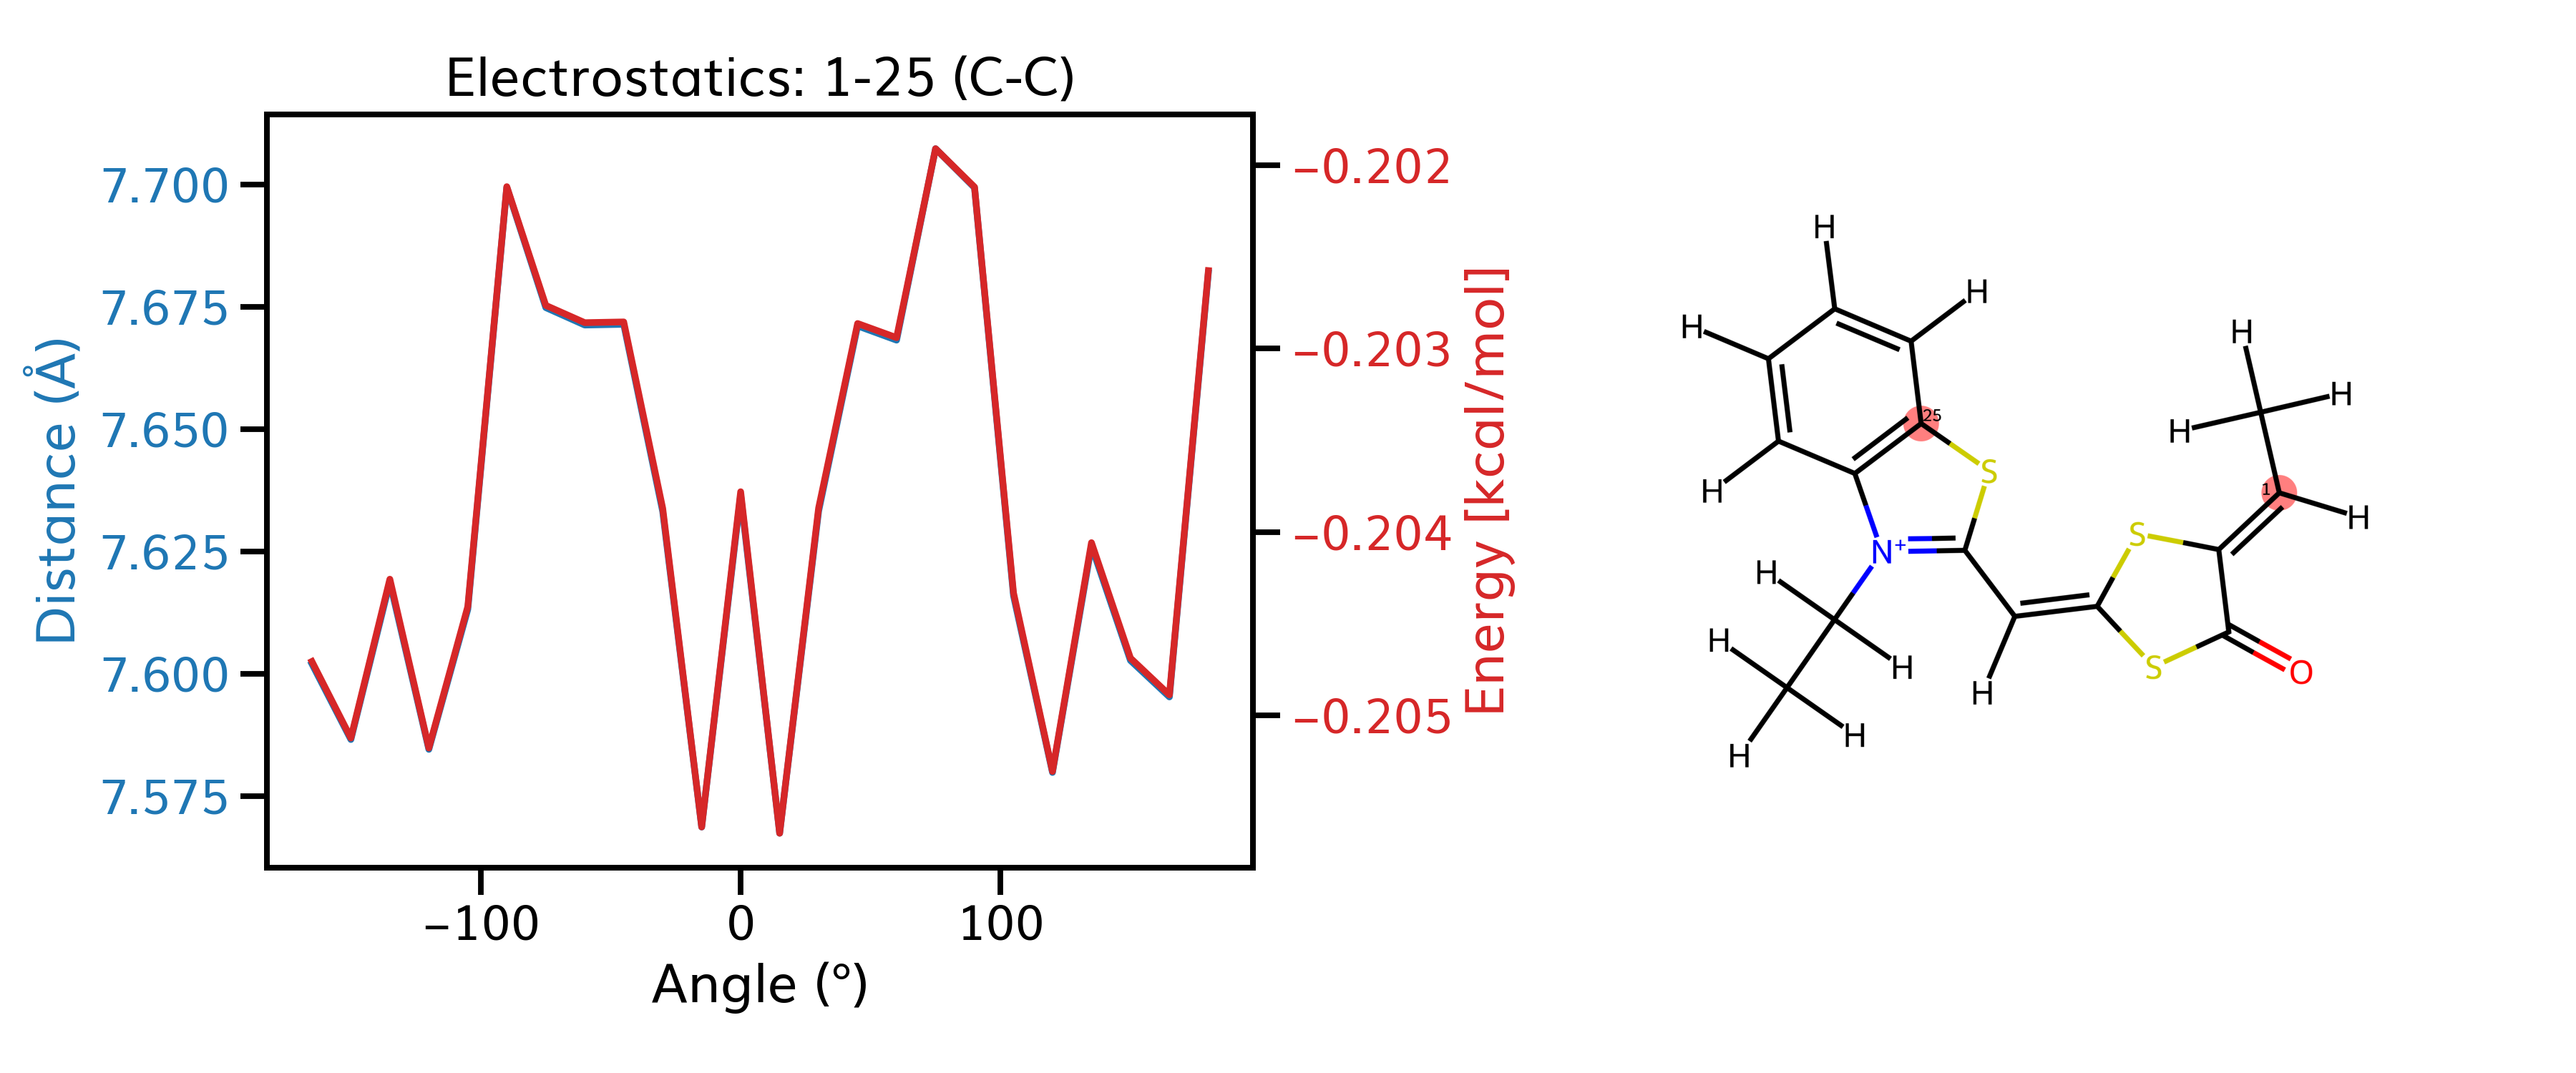 Electrostatics: 1-25 (C-C)
Distance (Å)
7.700
7.675
7.650
7.625
7.600
7.575
−0.202
−0.203
−0.204
−0.205
Energy [kcal/mol]
−100 0 100
Angle (°)
H
H
H
H
H
H
25
H
S
1
H
H
S
N+
H
H
H
S
O
H
H
H